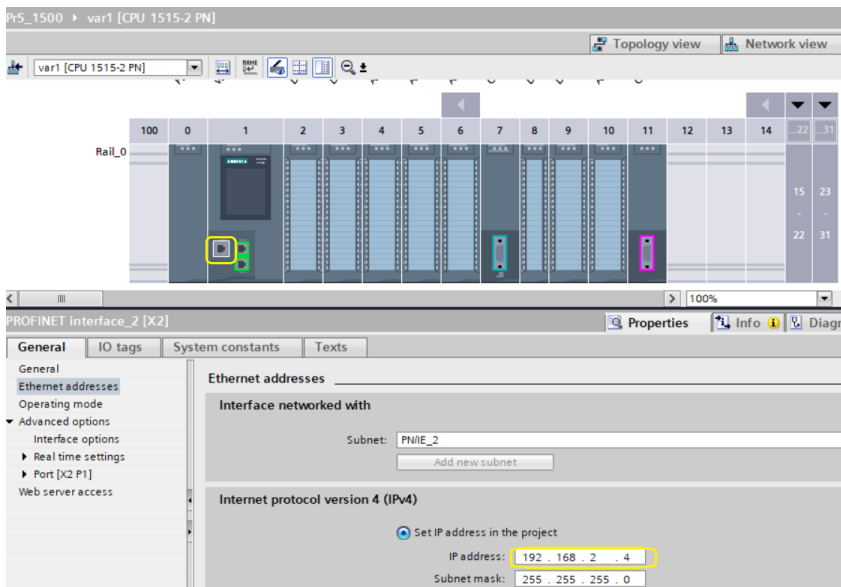 Pr5_1500 ▸ var1 [CPU 1515-2 PN]
Topology view Network view
var1 [CPU 1515-2 PN]
100 0 1 2 3 4 5 6 7 8 9 10 11 12 13 14 ...22 ...31
Rail_0
SIEMENS
15 23
- -
22 31
100%
PROFINET interface_2 [X2]
Properties Info Diagn
General IO tags System constants Texts
General
Ethernet addresses
Operating mode
Advanced options
Interface options
Real time settings
Port [X2 P1]
Web server access
Ethernet addresses
Interface networked with
Subnet: PN/IE_2
Add new subnet
Internet protocol version 4 (IPv4)
Set IP address in the project
IP address: 192 . 168 . 2 . 4
Subnet mask: 255 . 255 . 255 . 0